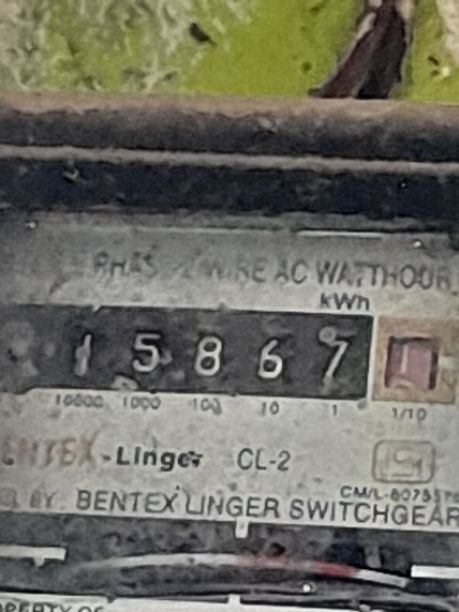 WIRE AC WATTHOUR
kWh
1 5 8 6 7
10000 1000 100 10 1 1/10
-Linger CL-2
BY BENTEX LINGER SWITCHGEAR